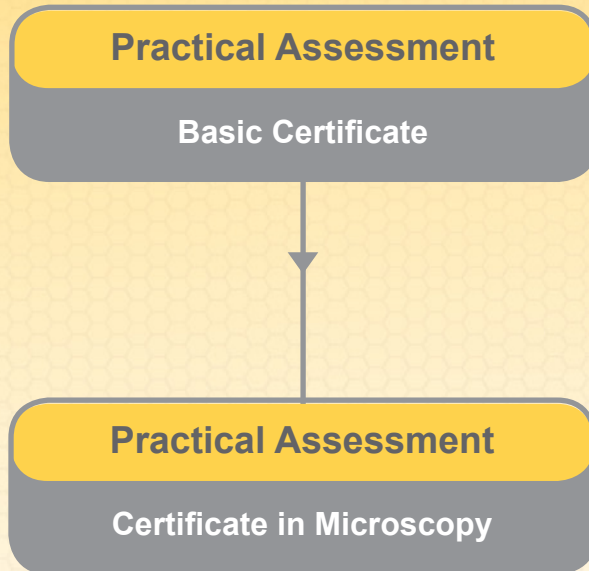 Practical Assessment
Basic Certificate
Practical Assessment
Certificate in Microscopy